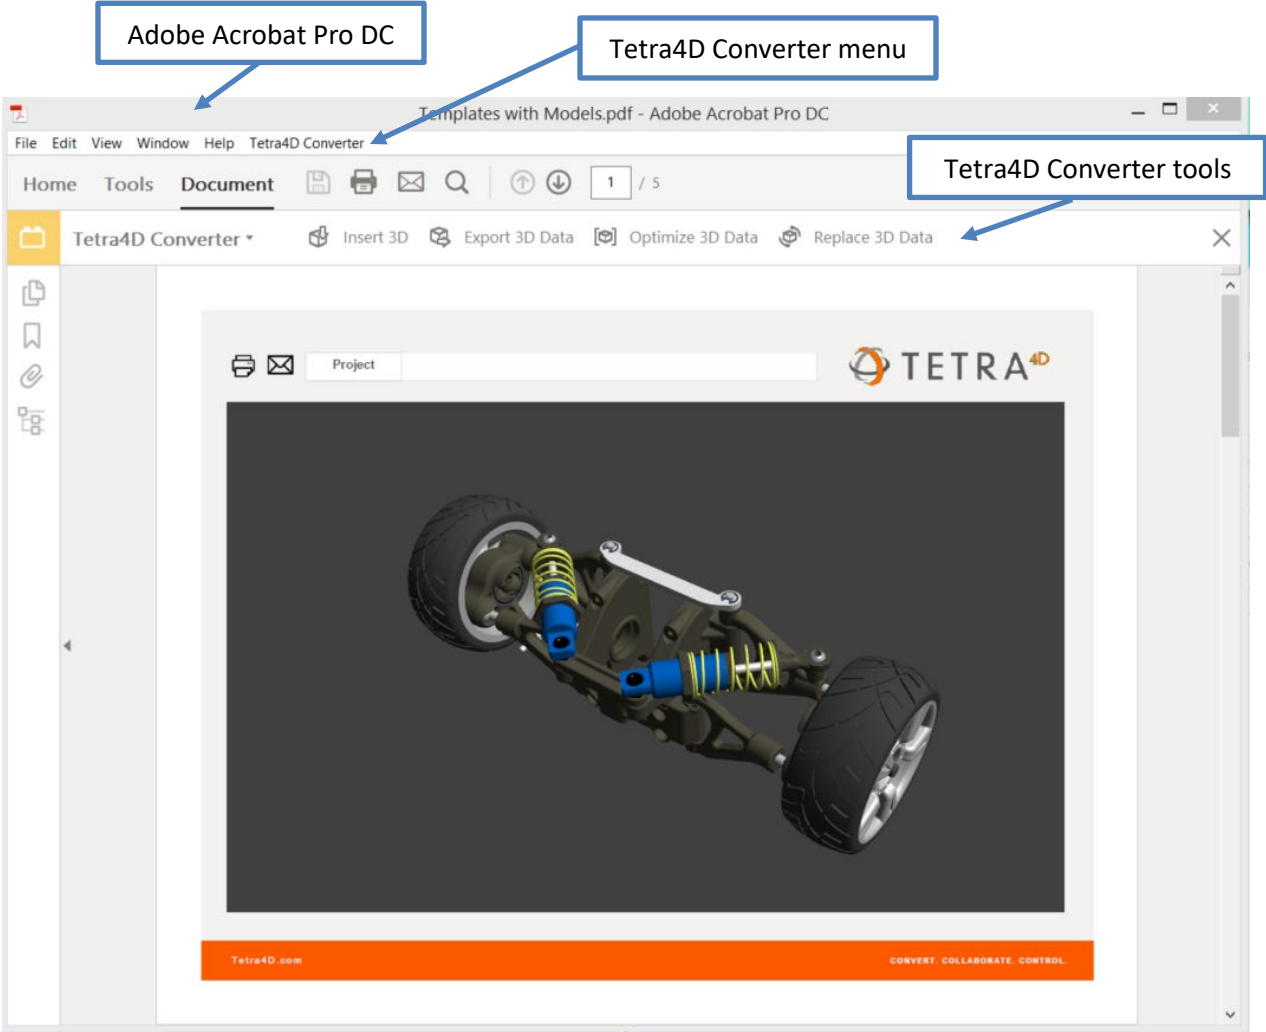 Adobe Acrobat Pro DC
Tetra4D Converter menu
Templates with Models.pdf - Adobe Acrobat Pro DC
File Edit View Window Help Tetra4D Converter
Tetra4D Converter tools
Home Tools Document 1 / 5
Tetra4D Converter Insert 3D Export 3D Data Optimize 3D Data Replace 3D Data
Project
TETRA4D
Tetra4D.com CONVERT. COLLABORATE. CONTROL.